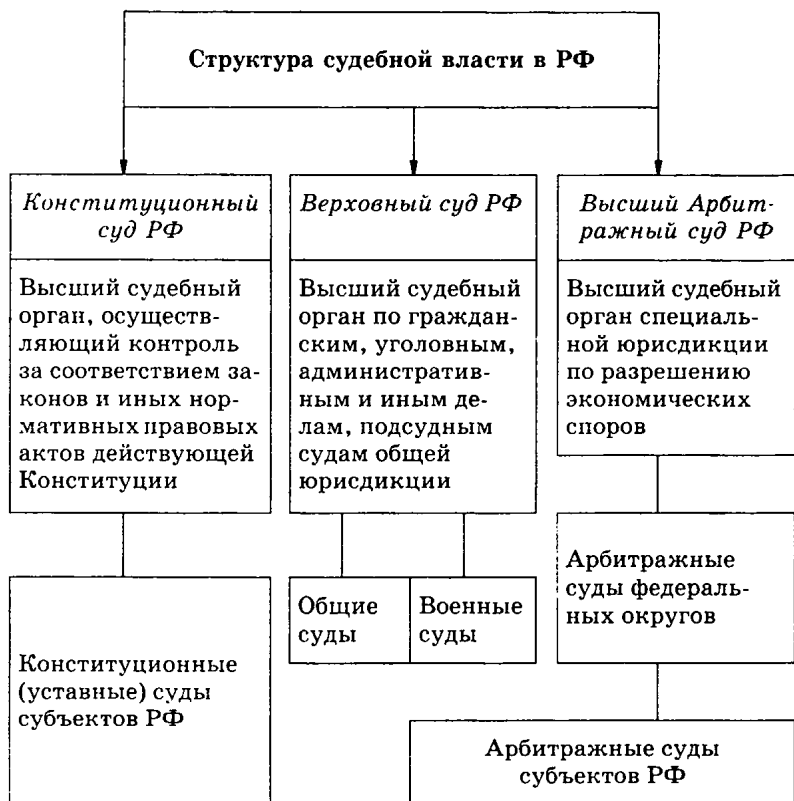 Структура судебной власти в РФ
Конституционный
суд РФ
Высший судебный
орган, осуществ-
ляющий контроль
за соответствием за-
конов и иных нор-
мативных правовых
актов действующей
Конституции
Конституционные
(уставные) суды
субъектов РФ
Верховный суд РФ
Высший судебный
орган по граждан-
ским, уголовным,
административ-
ным и иным де-
лам, подсудным
судам общей
юрисдикции
Общие
суды
Военные
суды
Высший Арбит-
ражный суд РФ
Высший судебный
орган специаль-
ной юрисдикции
по разрешению
экономических
споров
Арбитражные
суды федераль-
ных округов
Арбитражные суды
субъектов РФ